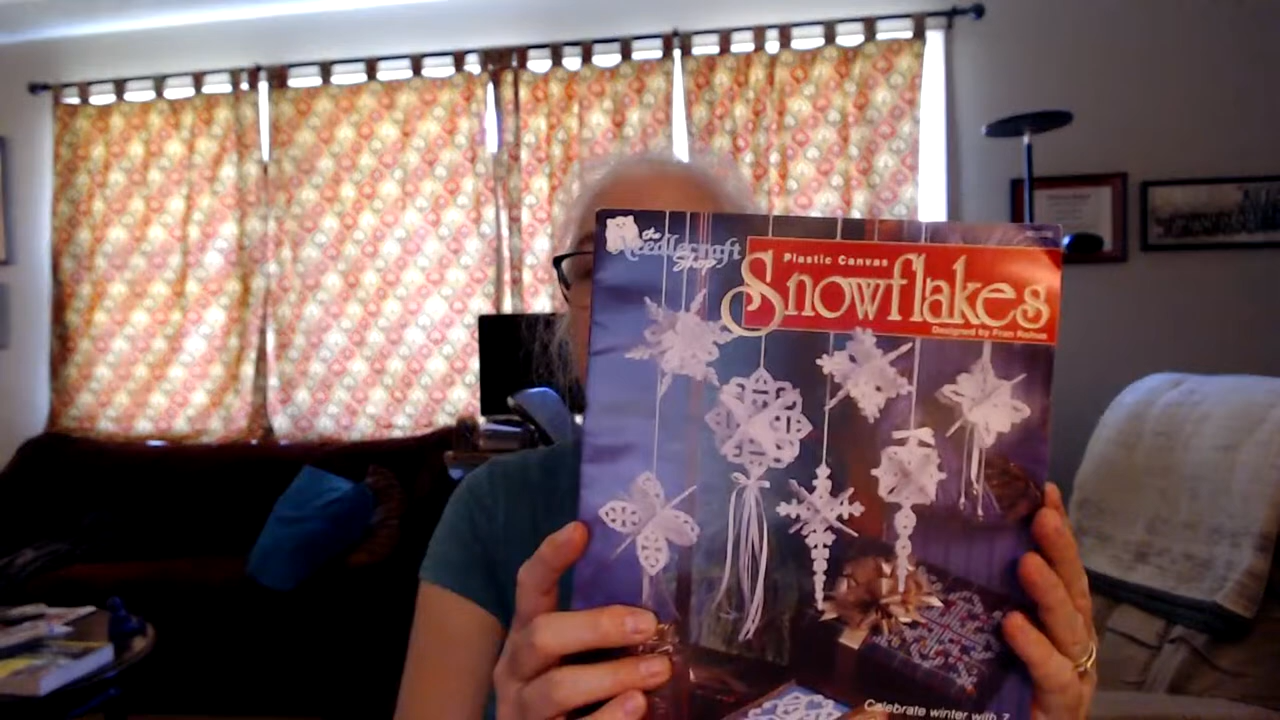 the
Needlecraft
Shop
Plastic Canvas
Snowflakes
Designed by Fran Rohus
Celebrate winter with 7